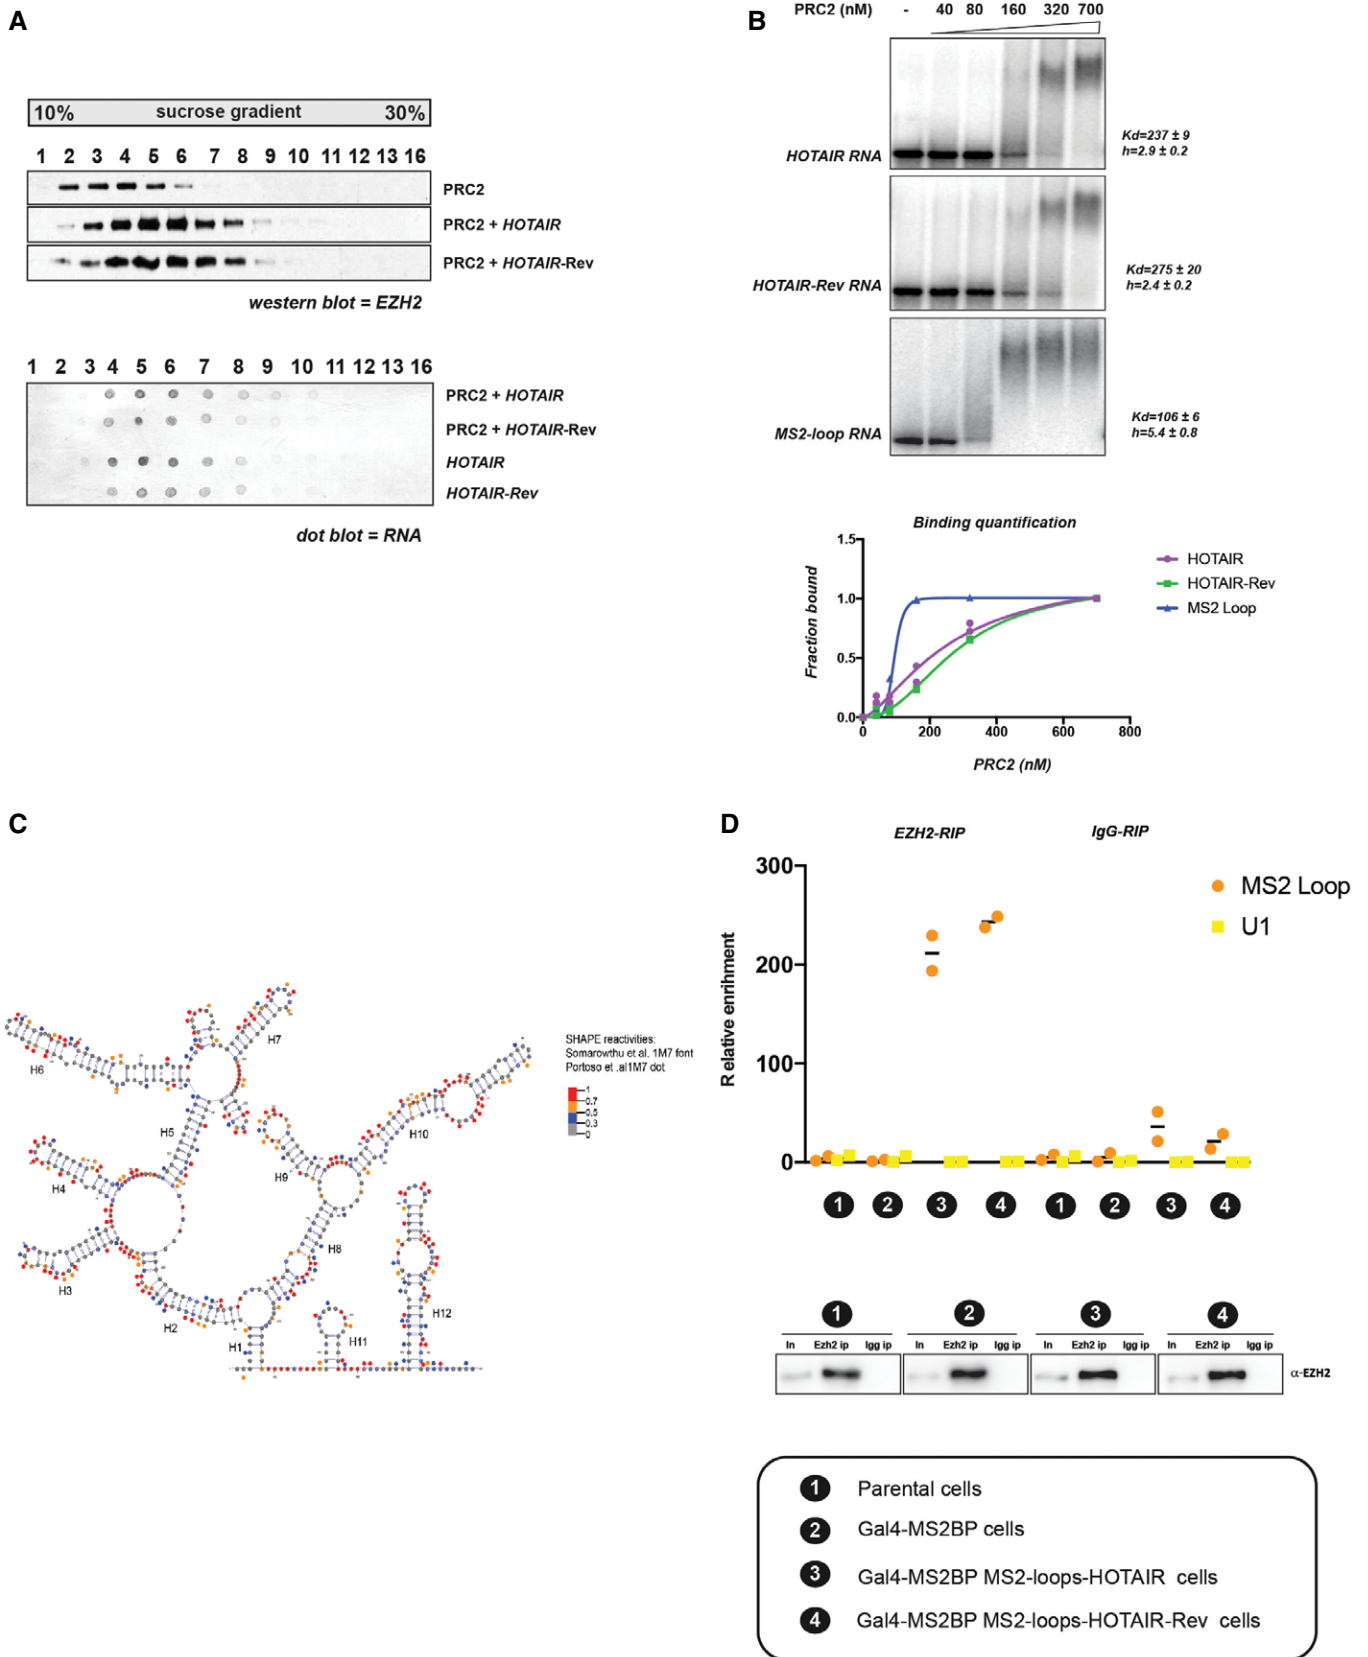 A
10% sucrose gradient 30%
1 2 3 4 5 6 7 8 9 10 11 12 13 16
PRC2
PRC2 + HOTAIR
PRC2 + HOTAIR-Rev
western blot = EZH2
1 2 3 4 5 6 7 8 9 10 11 12 13 16
PRC2 + HOTAIR
PRC2 + HOTAIR-Rev
HOTAIR
HOTAIR-Rev
dot blot = RNA
B
PRC2 (nM) - 40 80 160 320 700
HOTAIR RNA
Kd=237 ± 9
h=2.9 ± 0.2
HOTAIR-Rev RNA
Kd=275 ± 20
h=2.4 ± 0.2
MS2-loop RNA
Kd=106 ± 6
h=5.4 ± 0.8
Binding quantification
1.5
1.0
0.5
0.0
Fraction bound
0 200 400 600 800
PRC2 (nM)
HOTAIR
HOTAIR-Rev
MS2 Loop
C
H7
H6
H5
H10
H9
H4
H8
H3
H2
H1
H11
H12
SHAPE reactivities:
Somarowthu et al. 1M7 font
Portoso et .al1M7 dot
1
0.7
0.5
0.3
0
D
EZH2-RIP IgG-RIP
300
200
100
0
Relative enrihment
MS2 Loop
U1
1 2 3 4 1 2 3 4
1 2 3 4
In Ezh2 ip Igg ip In Ezh2 ip Igg ip In Ezh2 ip Igg ip In Ezh2 ip Igg ip
α-EZH2
1 Parental cells
2 Gal4-MS2BP cells
3 Gal4-MS2BP MS2-loops-HOTAIR cells
4 Gal4-MS2BP MS2-loops-HOTAIR-Rev cells